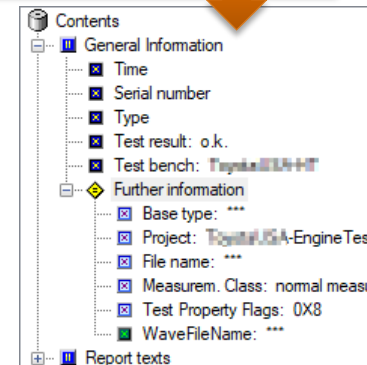 Contents
General Information
Time
Serial number
Type
Test result: o.k.
Test bench:
Further information
Base type: ***
Project: -EngineTes
File name: ***
Measurem. Class: normal measu
Test Property Flags: 0X8
WaveFileName: ***
Report texts